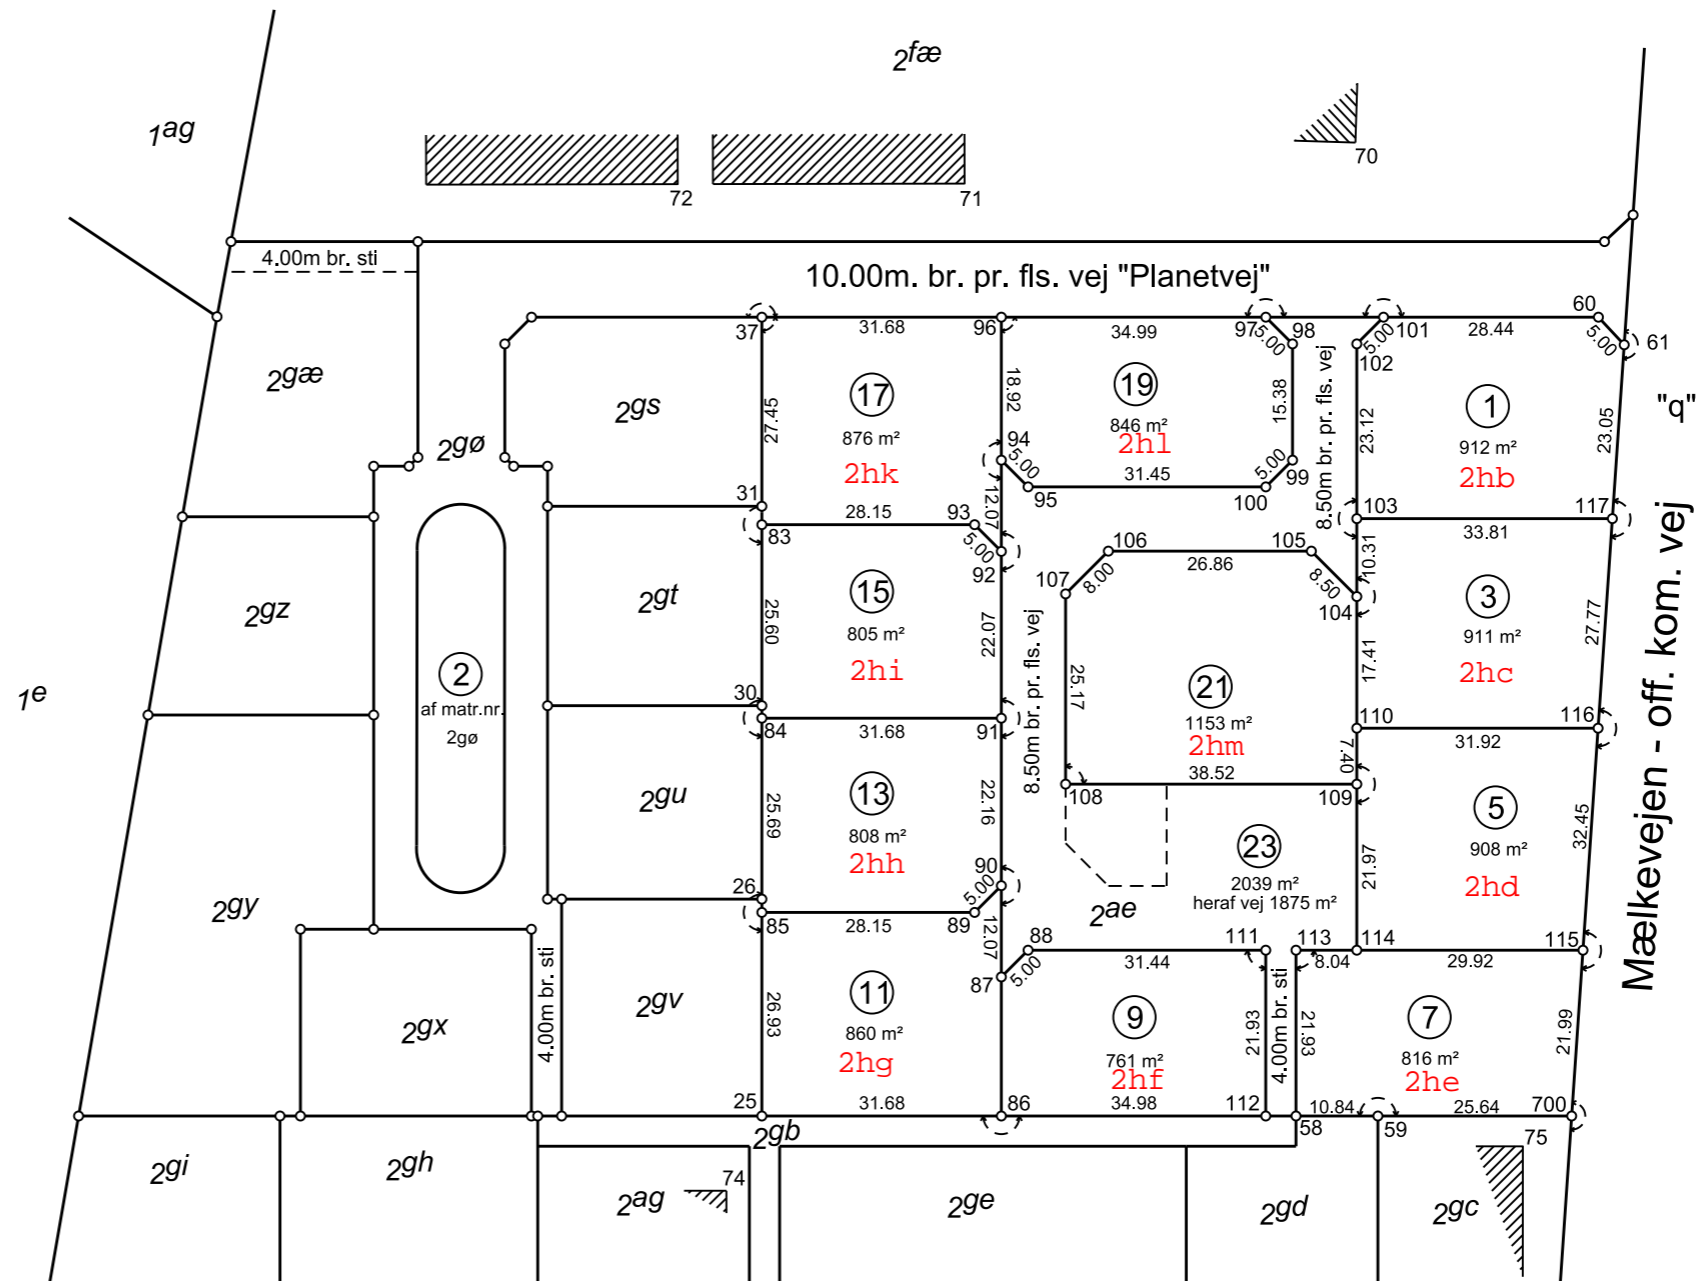 2fæ
1ag
70
72
71
4.00m br. sti
10.00m. br. pr. fls. vej "Planetvej"
37
31.68
96
34.99
97
5.00
98
5.00
101
28.44
60
5.00
61
102
2gæ
2gs
2gø
27.45
17
876 m²
2hk
18.92
94
5.00
95
19
846 m²
2hl
31.45
15.38
5.00
99
100
8.50m br. pr. fls. vej
23.12
1
912 m²
2hb
"q"
23.05
31
83
28.15
93
5.00
12.07
92
103
33.81
117
10.31
106
26.86
105
8.50
104
107
8.00
2gz
2gt
25.60
15
805 m²
2hi
22.07
8.50m br. pr. fls. vej
25.17
21
1153 m²
2hm
17.41
3
911 m²
2hc
27.77
Mælkevejen - off. kom. vej
1e
2
af matr.nr.
2gø
30
84
31.68
91
110
31.92
116
7.40
38.52
108
109
2gu
25.69
13
808 m²
2hh
22.16
90
5.00
23
2039 m²
heraf vej 1875 m²
21.97
5
908 m²
2hd
32.45
2gy
26
85
28.15
89
12.07
2ae
88
5.00
87
31.44
111
113
8.04
114
29.92
115
2gx
4.00m br. sti
2gv
26.93
11
860 m²
2hg
9
761 m²
2hf
21.93
4.00m br. sti
21.93
7
816 m²
2he
21.99
25
31.68
86
34.98
112
58
10.84
59
25.64
700
2gb
2gi
2gh
2ag
74
2ge
2gd
2gc
75